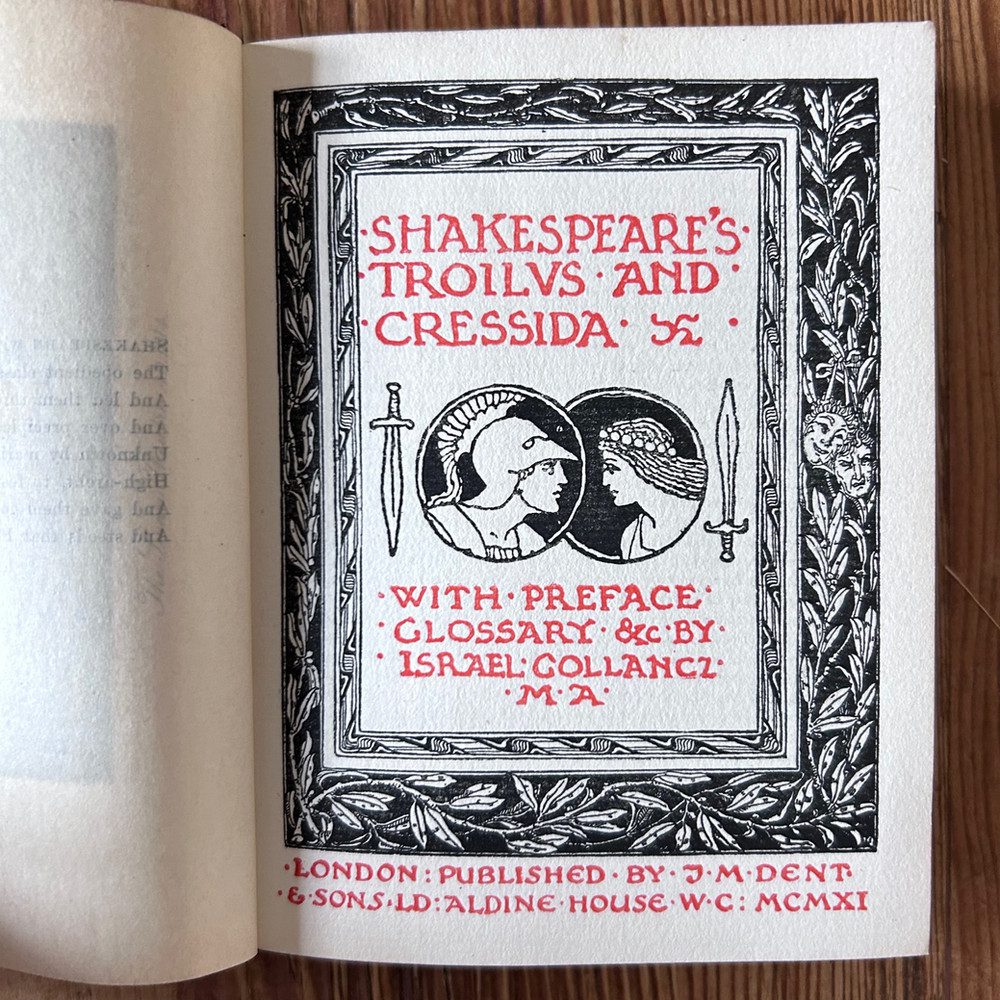 ·SHAKESPEARE'S·
·TROILVS·AND·
·CRESSIDA·
·WITH·PREFACE·
·GLOSSARY·&c·BY·
·ISRAEL·GOLLANCZ·
·M·A·
·LONDON:PUBLISHED·BY·J·M·DENT·
·&·SONS·LD:ALDINE·HOUSE·W·C:MCMXI